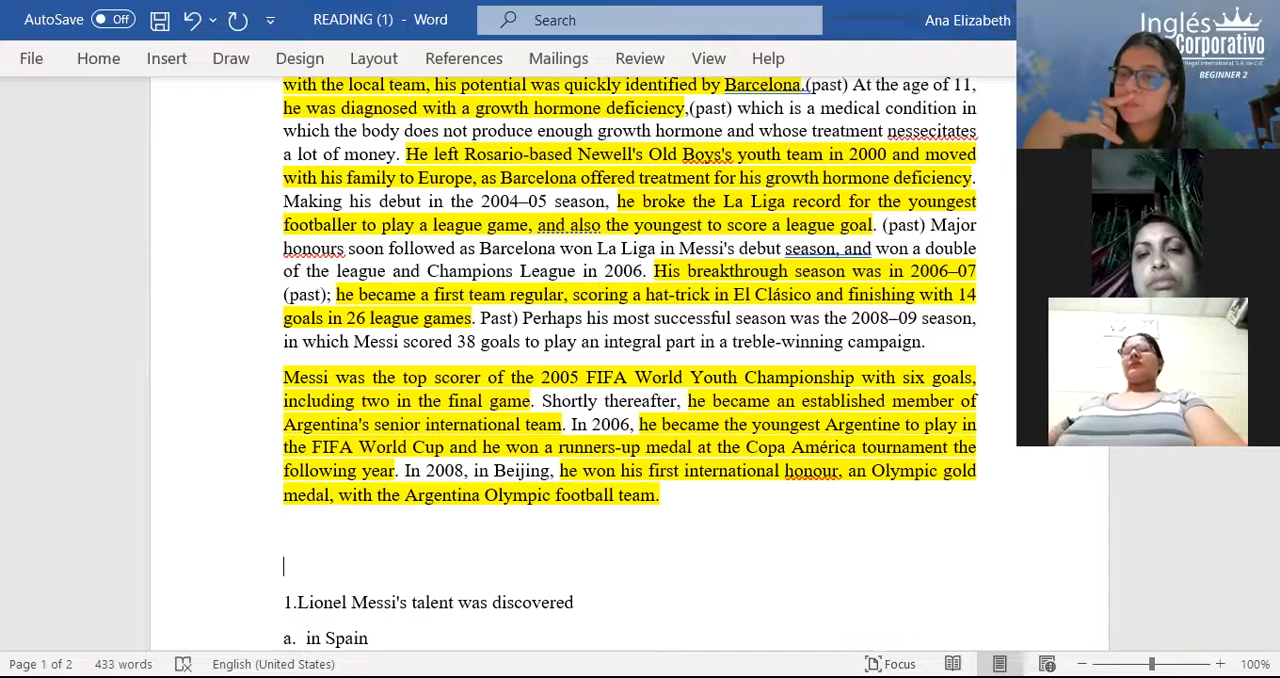 AutoSave Off READING (1) - Word Search Ana Elizabeth
File Home Insert Draw Design Layout References Mailings Review View Help
Inglés
Corporativo
BEGINNER 2
with the local team, his potential was quickly identified by Barcelona.(past) At the age of 11,
he was diagnosed with a growth hormone deficiency,(past) which is a medical condition in
which the body does not produce enough growth hormone and whose treatment nessecitates
a lot of money. He left Rosario-based Newell's Old Boys's youth team in 2000 and moved
with his family to Europe, as Barcelona offered treatment for his growth hormone deficiency.
Making his debut in the 2004–05 season, he broke the La Liga record for the youngest
footballer to play a league game, and also the youngest to score a league goal. (past) Major
honours soon followed as Barcelona won La Liga in Messi's debut season, and won a double
of the league and Champions League in 2006. His breakthrough season was in 2006–07
(past); he became a first team regular, scoring a hat-trick in El Clásico and finishing with 14
goals in 26 league games. Past) Perhaps his most successful season was the 2008–09 season,
in which Messi scored 38 goals to play an integral part in a treble-winning campaign.
Messi was the top scorer of the 2005 FIFA World Youth Championship with six goals,
including two in the final game. Shortly thereafter, he became an established member of
Argentina's senior international team. In 2006, he became the youngest Argentine to play in
the FIFA World Cup and he won a runners-up medal at the Copa América tournament the
following year. In 2008, in Beijing, he won his first international honour, an Olympic gold
medal, with the Argentina Olympic football team.
1.Lionel Messi's talent was discovered
a. in Spain
Page 1 of 2 433 words English (United States) Focus 100%